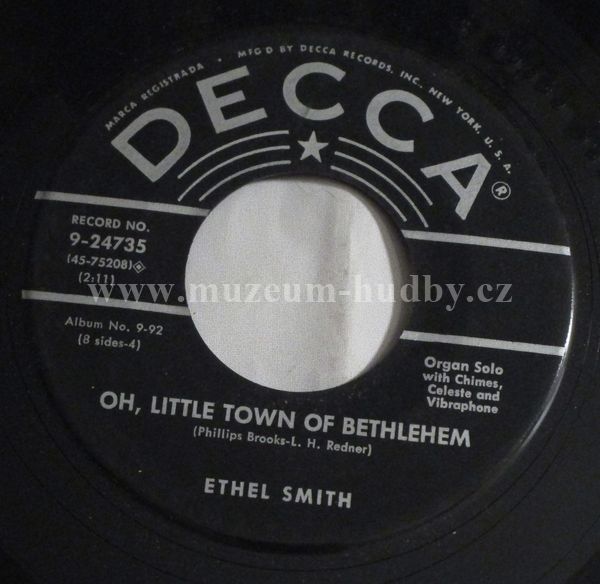 MARCA REGISTRADA • MFG'D BY DECCA RECORDS, INC., NEW YORK, U. S. A.
DECCA®
RECORD NO.
9-24735
(45-75208)
(2:11)
www.muzeum-hudby.cz
Album No. 9-92
(8 sides-4)
Organ Solo
with Chimes,
Celeste and
Vibraphone
OH, LITTLE TOWN OF BETHLEHEM
(Phillips Brooks-L. H. Redner)
ETHEL SMITH